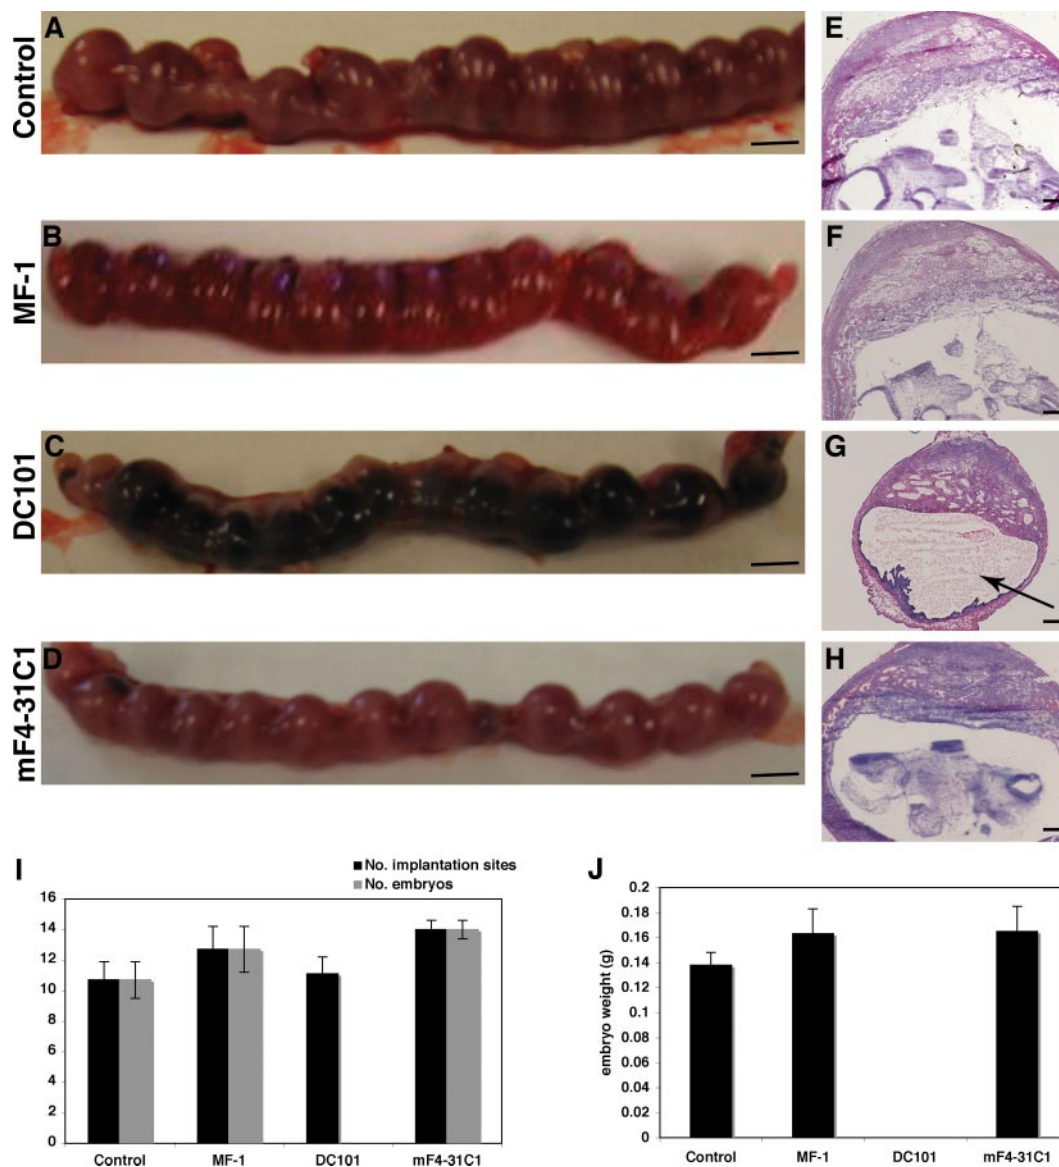 A
Control
E
B
MF-1
F
C
DC101
G
D
mF4-31C1
H
I
No. implantation sites
No. embryos
16
14
12
10
8
6
4
2
0
Control MF-1 DC101 mF4-31C1
J
embryo weight (g)
0.2
0.18
0.16
0.14
0.12
0.1
0.08
0.06
0.04
0.02
0
Control MF-1 DC101 mF4-31C1